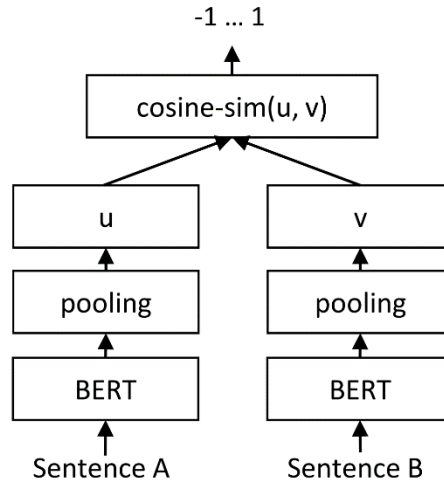 -1 … 1
cosine-sim(u, v)
u
v
pooling
pooling
BERT
BERT
Sentence A
Sentence B